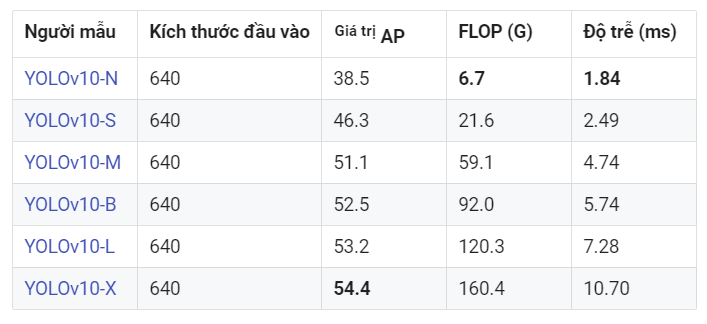 Người mẫu Kích thước đầu vào Giá trị AP FLOP (G) Độ trễ (ms)
YOLOv10-N 640 38.5 6.7 1.84
YOLOv10-S 640 46.3 21.6 2.49
YOLOv10-M 640 51.1 59.1 4.74
YOLOv10-B 640 52.5 92.0 5.74
YOLOv10-L 640 53.2 120.3 7.28
YOLOv10-X 640 54.4 160.4 10.70